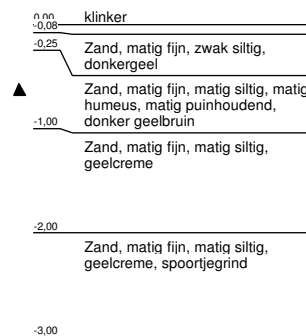 0,00 klinker
-0,08
-0,25 Zand, matig fijn, zwak siltig,
donkergeel
Zand, matig fijn, matig siltig, matig
humeus, matig puinhoudend,
donker geelbruin
-1,00
Zand, matig fijn, matig siltig,
geelcreme
-2,00
Zand, matig fijn, matig siltig,
geelcreme, spoortjegrind
-3,00